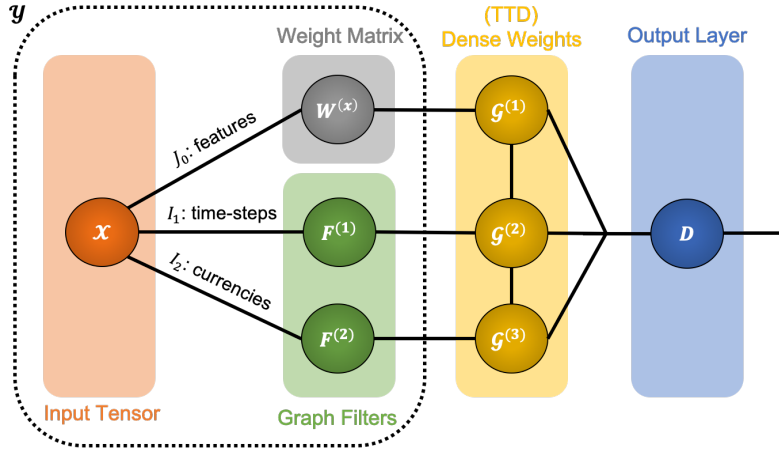 𝓨
(TTD)
Weight Matrix
Dense Weights
Output Layer
W⁽ˣ⁾
𝓖⁽¹⁾
J₀: features
I₁: time-steps
𝓧
F⁽¹⁾
𝓖⁽²⁾
D
I₂: currencies
F⁽²⁾
𝓖⁽³⁾
Input Tensor
Graph Filters